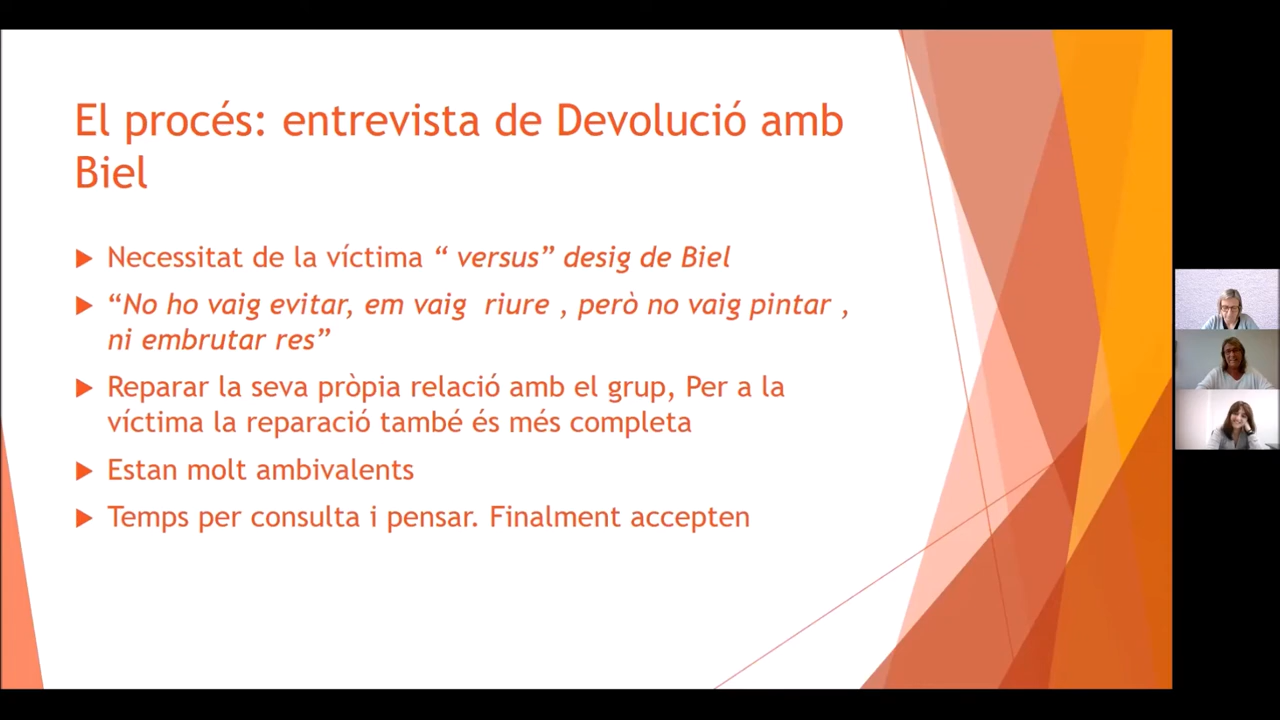 El procés: entrevista de Devolució amb
Biel
Necessitat de la víctima “ versus” desig de Biel
“No ho vaig evitar, em vaig riure , però no vaig pintar ,
ni embrutar res”
Reparar la seva pròpia relació amb el grup, Per a la
víctima la reparació també és més completa
Estan molt ambivalents
Temps per consulta i pensar. Finalment accepten